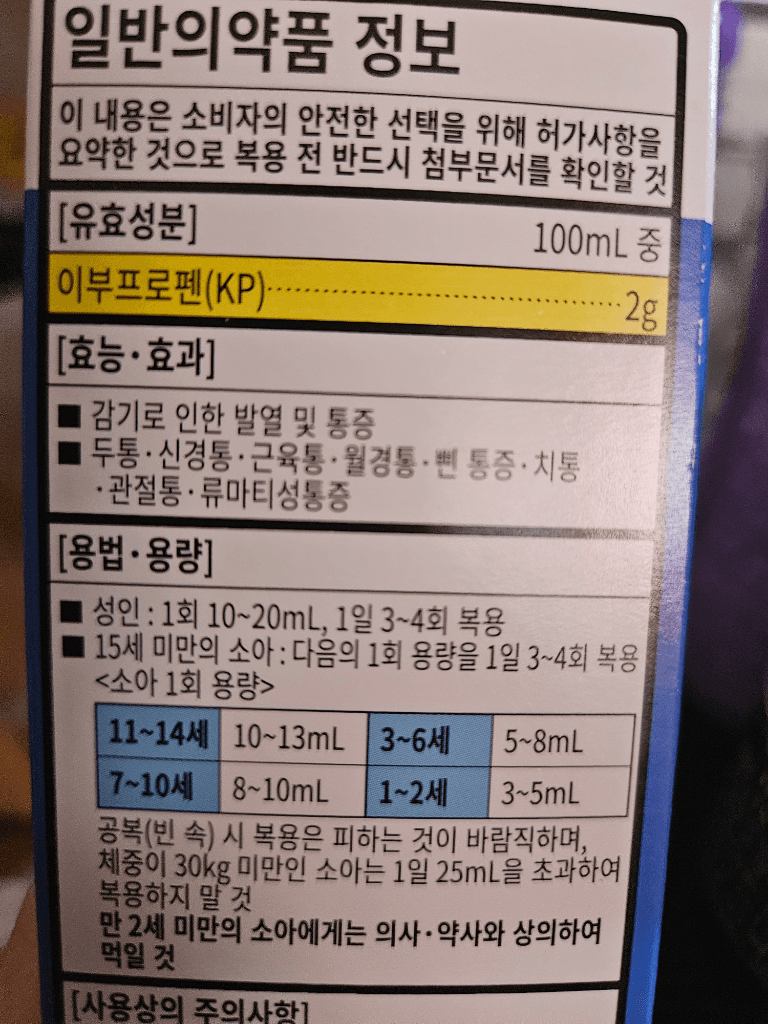 일반의약품 정보
이 내용은 소비자의 안전한 선택을 위해 허가사항을
요약한 것으로 복용 전 반드시 첨부문서를 확인할 것
[유효성분] 100mL 중
이부프로펜(KP)·····································2g
[효능·효과]
■ 감기로 인한 발열 및 통증
■ 두통·신경통·근육통·월경통·삔 통증·치통
·관절통·류마티성통증
[용법·용량]
■ 성인 : 1회 10~20mL, 1일 3~4회 복용
■ 15세 미만의 소아 : 다음의 1회 용량을 1일 3~4회 복용
<소아 1회 용량>
11~14세 10~13mL 3~6세 5~8mL
7~10세 8~10mL 1~2세 3~5mL
공복(빈 속) 시 복용은 피하는 것이 바람직하며,
체중이 30kg 미만인 소아는 1일 25mL을 초과하여
복용하지 말 것
만 2세 미만의 소아에게는 의사·약사와 상의하여
먹일 것
[사용상의 주의사항]